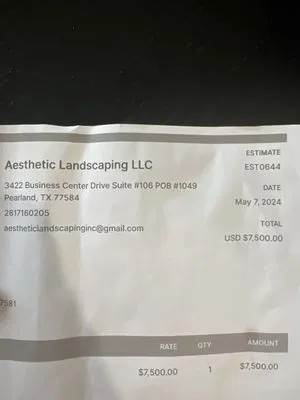 ESTIMATE
Aesthetic Landscaping LLC
EST0644
3422 Business Center Drive Suite #106 POB #1049
Pearland, TX 77584
DATE
May 7, 2024
2817160205
aestheticlandscapinginc@gmail.com
TOTAL
USD $7,500.00
7581
RATE QTY AMOUNT
$7,500.00 1 $7,500.00